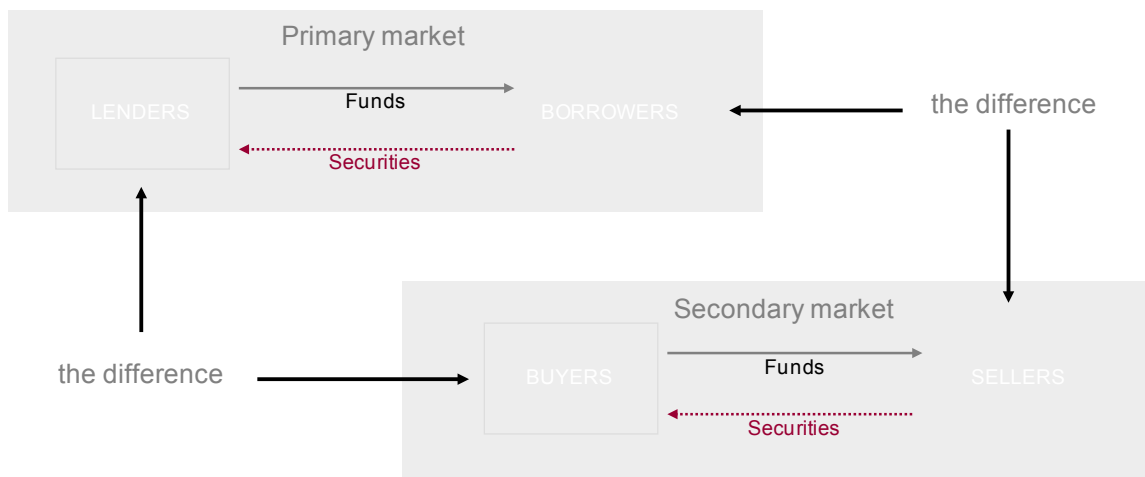 Primary market
LENDERS
Funds
BORROWERS
Securities
the difference
Secondary market
the difference
BUYERS
Funds
SELLERS
Securities